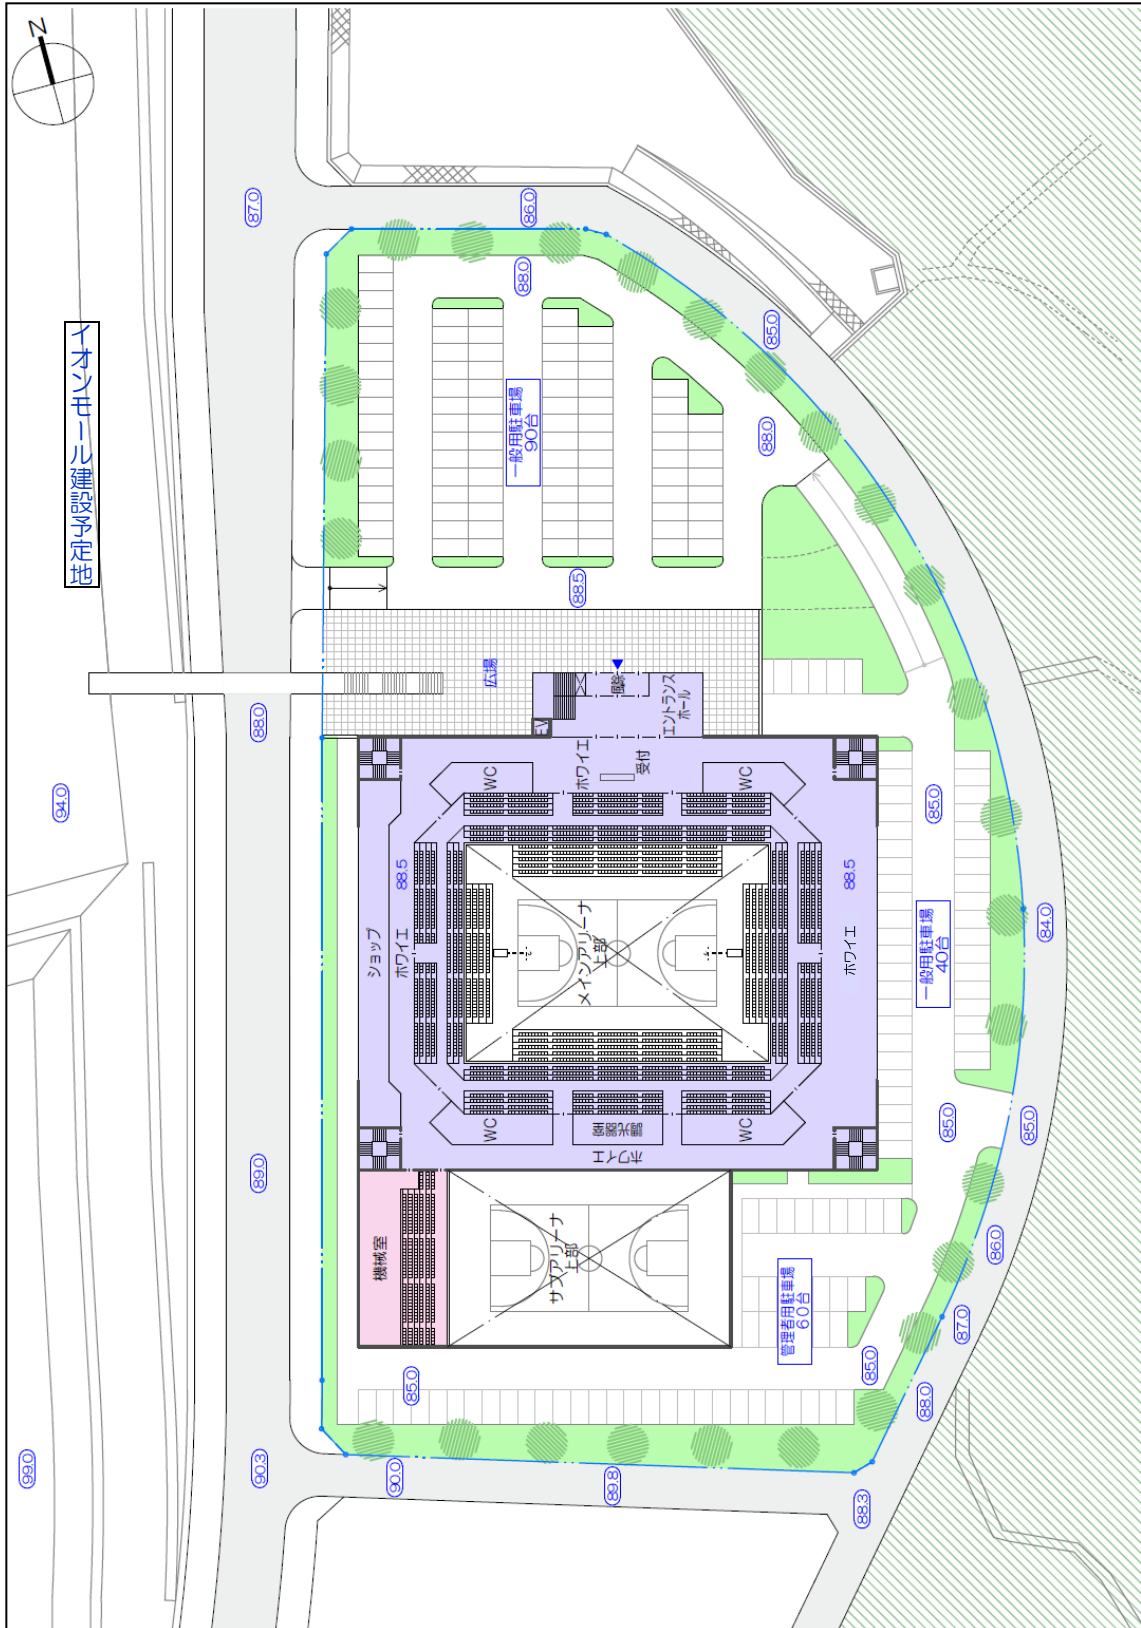 N
87.0
86.0
88.0
イオンモール建設予定地
85.0
一般用駐車場
90台
88.0
88.5
広場
風除
エントランス
ホール
EV
88.0
94.0
ホワイエ
受付
WC
WC
85.0
88.5
88.5
ショップ
ホワイエ
メインアリーナ
上部
ホワイエ
一般用駐車場
40台
84.0
WC
調光器室
WC
ホワイエ
85.0
85.0
89.0
機械室
サブアリーナ
上部
86.0
管理者用駐車場
60台
87.0
85.0
85.0
88.0
99.0
90.3
90.0
89.8
88.3